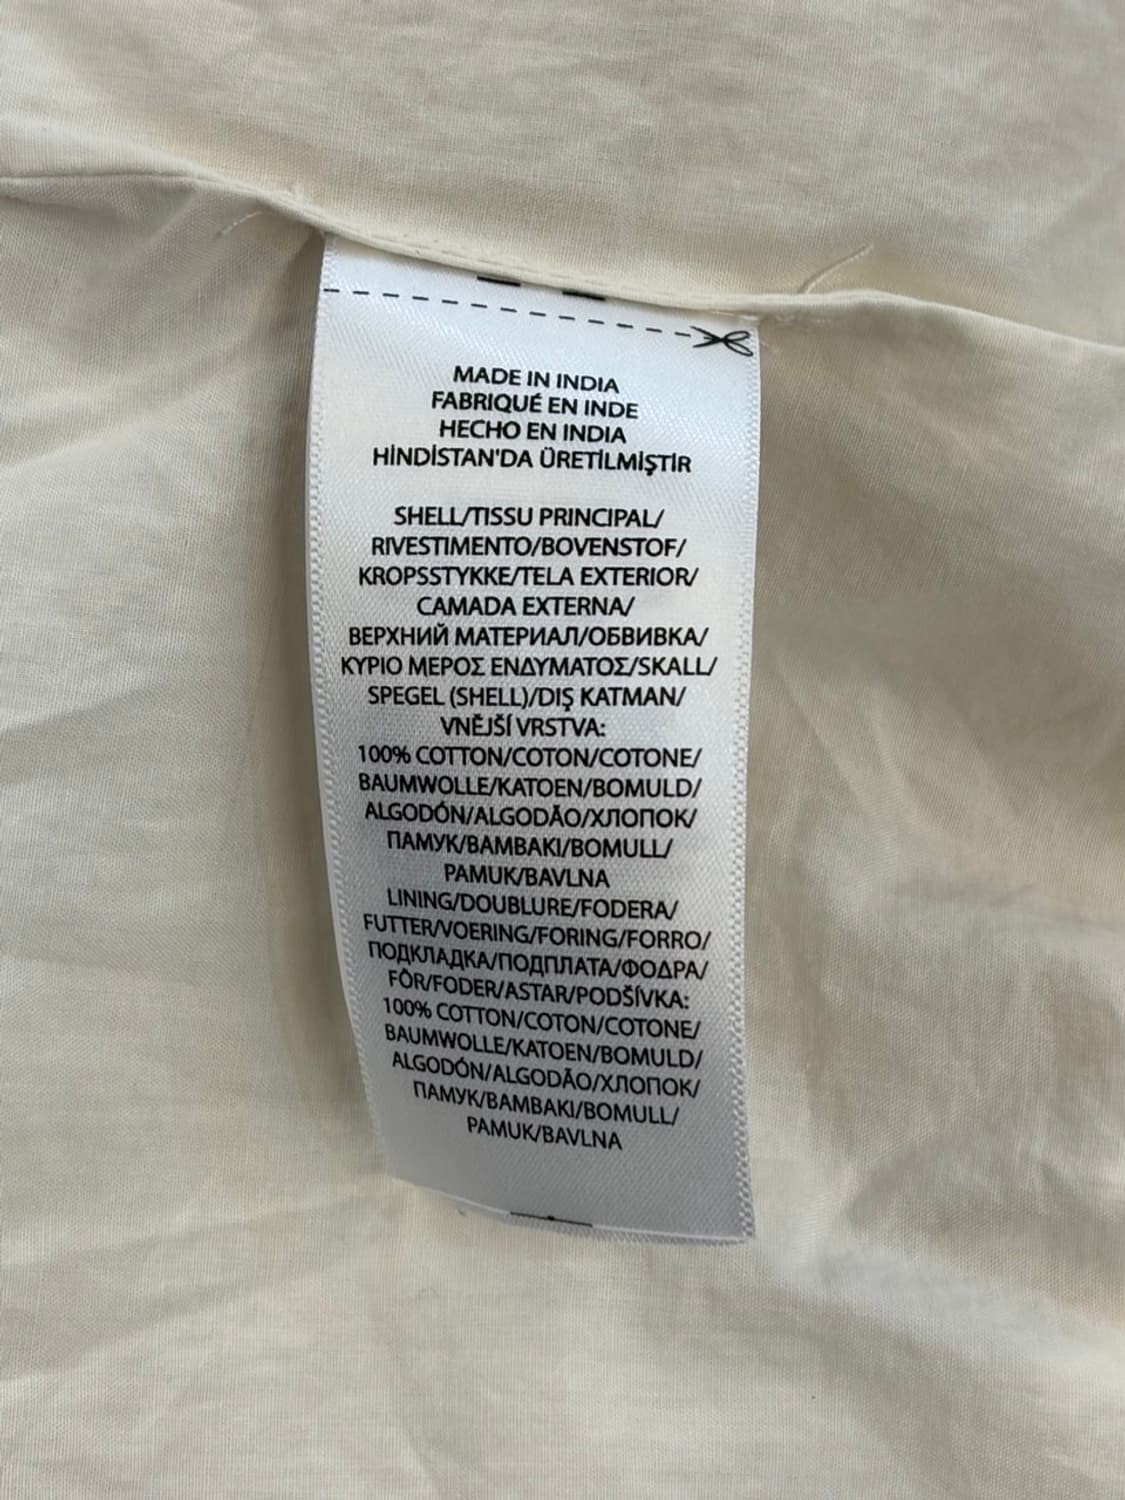 MADE IN INDIA
FABRIQUÉ EN INDE
HECHO EN INDIA
HİNDİSTAN'DA ÜRETİLMİŞTİR
SHELL/TISSU PRINCIPAL/
RIVESTIMENTO/BOVENSTOF/
KROPSSTYKKE/TELA EXTERIOR/
CAMADA EXTERNA/
ВЕРХНИЙ МАТЕРИАЛ/ОБВИВКА/
ΚΥΡΙΟ ΜΕΡΟΣ ΕΝΔΥΜΑΤΟΣ/SKALL/
SPEGEL (SHELL)/DIŞ KATMAN/
VNĚJŠÍ VRSTVA:
100% COTTON/COTON/COTONE/
BAUMWOLLE/KATOEN/BOMULD/
ALGODÓN/ALGODÃO/ХЛОПОК/
ПАМУК/BAMBAKI/BOMULL/
PAMUK/BAVLNA
LINING/DOUBLURE/FODERA/
FUTTER/VOERING/FORING/FORRO/
ПОДКЛАДКА/ПОДПЛАТА/ΦΟΔΡΑ/
FÔR/FODER/ASTAR/PODŠÍVKA:
100% COTTON/COTON/COTONE/
BAUMWOLLE/KATOEN/BOMULD/
ALGODÓN/ALGODÃO/ХЛОПОК/
ПАМУК/BAMBAKI/BOMULL/
PAMUK/BAVLNA